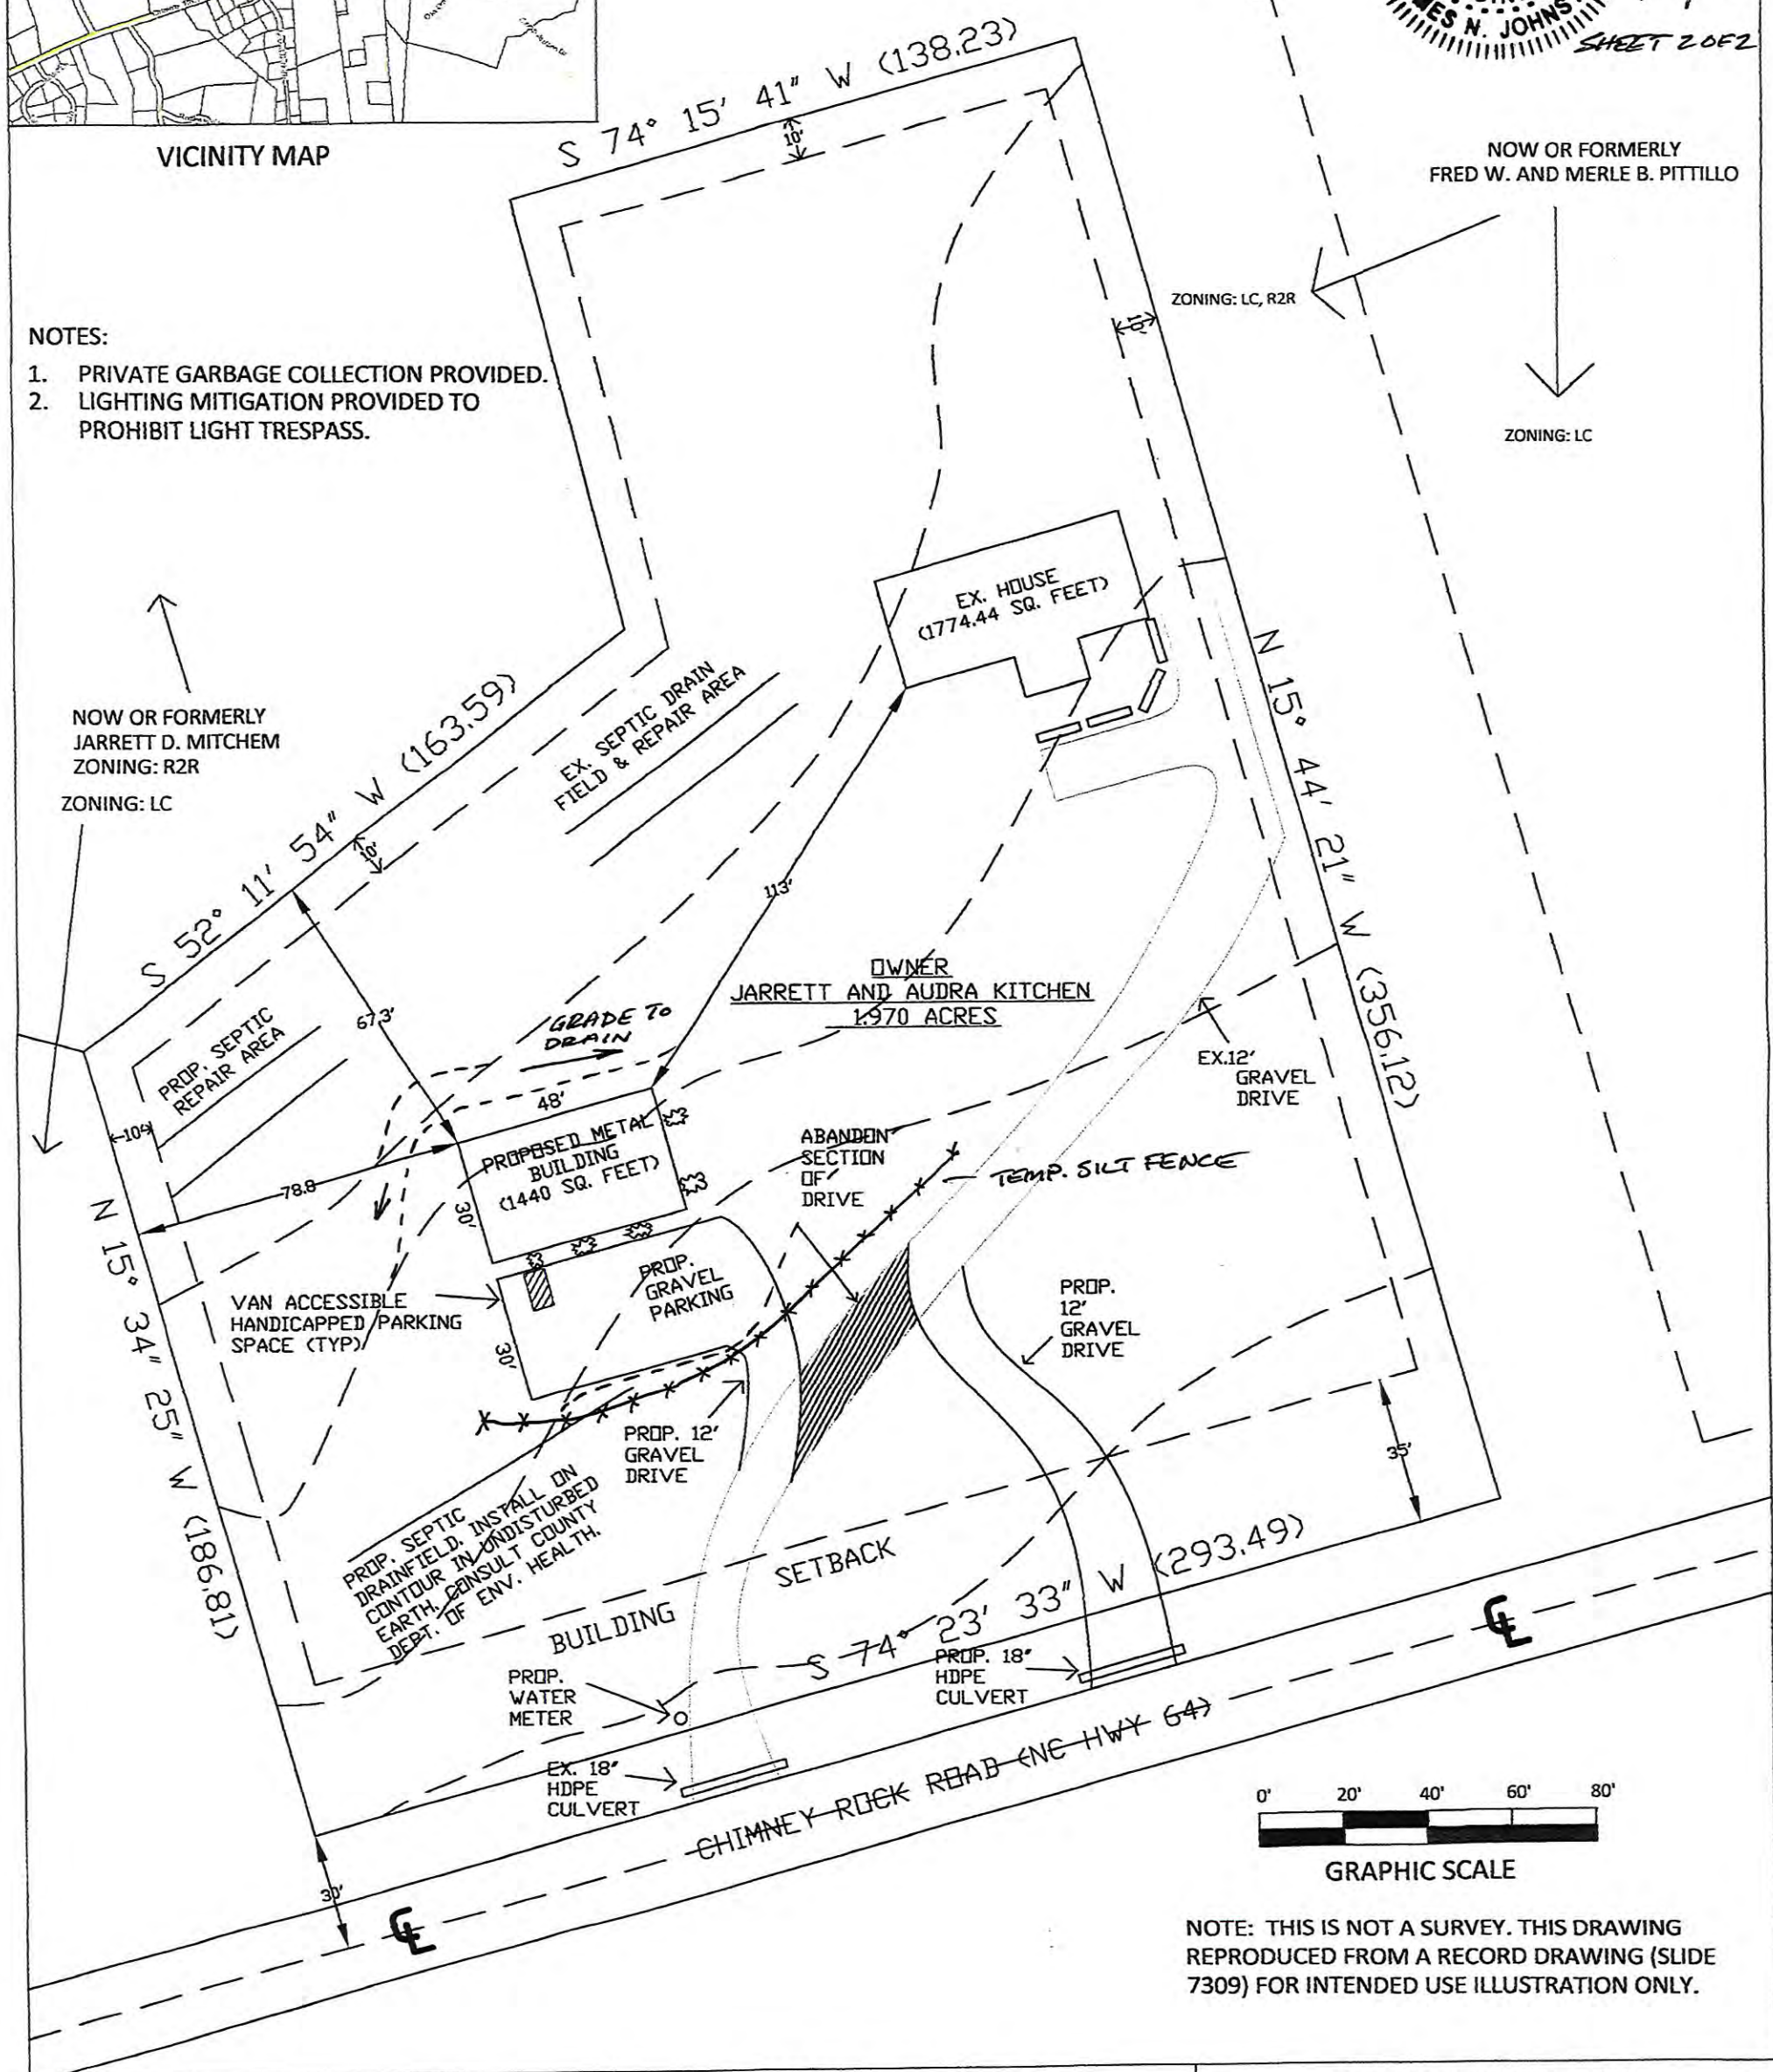 MES N. JOHNS
SHEET 2 OF 2
VICINITY MAP
S 74° 15' 41" W (138.23)
10'
NOW OR FORMERLY
FRED W. AND MERLE B. PITTILLO
ZONING: LC, R2R
10'
ZONING: LC
NOTES:
1. PRIVATE GARBAGE COLLECTION PROVIDED.
2. LIGHTING MITIGATION PROVIDED TO
PROHIBIT LIGHT TRESPASS.
EX. HOUSE
(1774.44 SQ. FEET)
N 15° 44' 21" W (356.12)
NOW OR FORMERLY
JARRETT D. MITCHEM
ZONING: R2R
ZONING: LC
S 52° 11' 54" W (163.59)
10'
EX. SEPTIC DRAIN
FIELD & REPAIR AREA
113'
OWNER
JARRETT AND AUDRA KITCHEN
1.970 ACRES
PROP. SEPTIC
REPAIR AREA
67.3'
GRADE TO
DRAIN
EX.12'
GRAVEL
DRIVE
10'
78.8
48'
PROPOSED METAL
BUILDING
(1440 SQ. FEET)
30'
ABANDON
SECTION
OF
DRIVE
TEMP. SILT FENCE
N 15° 34" 25" W (186.81)
VAN ACCESSIBLE
HANDICAPPED PARKING
SPACE (TYP)
PROP.
GRAVEL
PARKING
30'
PROP.
12'
GRAVEL
DRIVE
PROP. 12'
GRAVEL
DRIVE
35'
PROP. SEPTIC
DRAINFIELD. INSTALL ON
CONTOUR IN UNDISTURBED
EARTH. CONSULT COUNTY
DEPT. OF ENV. HEALTH.
BUILDING SETBACK
S 74° 23' 33" W (293.49)
PROP.
WATER
METER
PROP. 18"
HDPE
CULVERT
EX. 18"
HDPE
CULVERT
CHIMNEY ROCK ROAD (NC HWY 64)
CL
CL
30'
0' 20' 40' 60' 80'
GRAPHIC SCALE
NOTE: THIS IS NOT A SURVEY. THIS DRAWING
REPRODUCED FROM A RECORD DRAWING (SLIDE
7309) FOR INTENDED USE ILLUSTRATION ONLY.